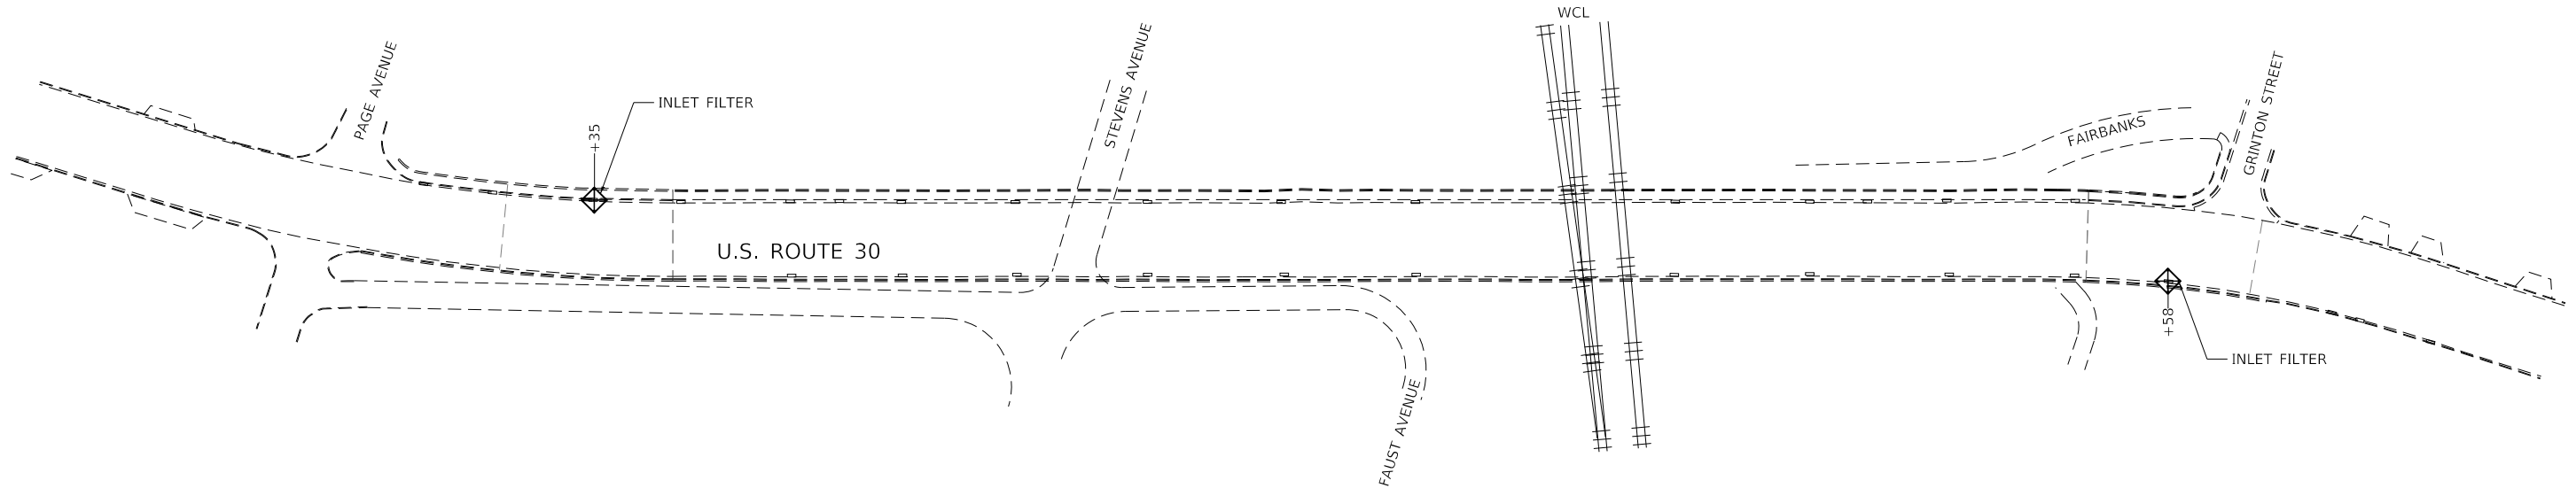 WCL
PAGE AVENUE
STEVENS AVENUE
GRINTON STREET
INLET FILTER
+35
FAIRBANKS
U.S. ROUTE 30
+58
INLET FILTER
FAUST AVENUE